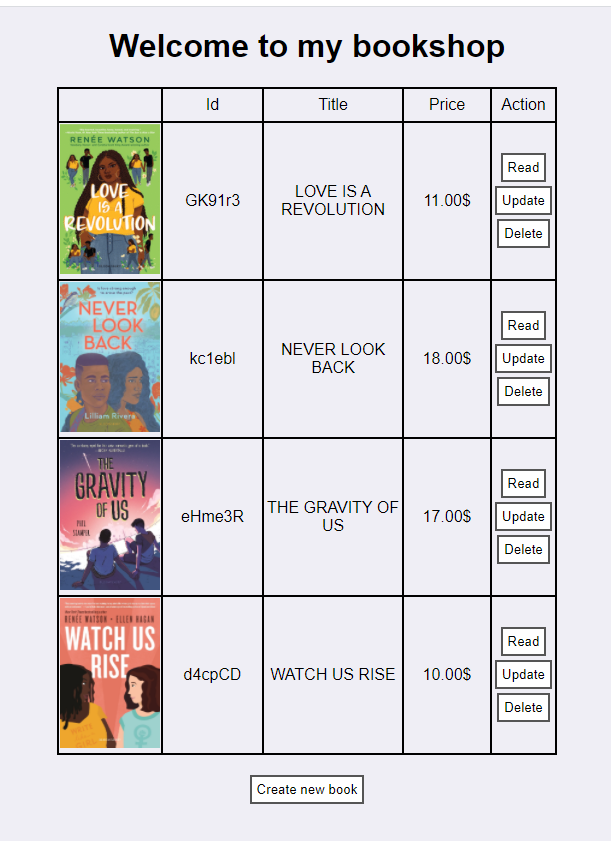 Welcome to my bookshop
Id Title Price Action
RENÉE WATSON
LOVE
IS A
REVOLUTION
GK91r3
LOVE IS A
REVOLUTION
11.00$
Read
Update
Delete
NEVER
LOOK
BACK
Lilliam Rivera
kc1ebl
NEVER LOOK
BACK
18.00$
Read
Update
Delete
THE
GRAVITY
OF US
PHIL
STAMPER
eHme3R
THE GRAVITY OF
US
17.00$
Read
Update
Delete
RENÉE WATSON • ELLEN HAGAN
WATCH US
RISE
d4cpCD
WATCH US RISE
10.00$
Read
Update
Delete
Create new book